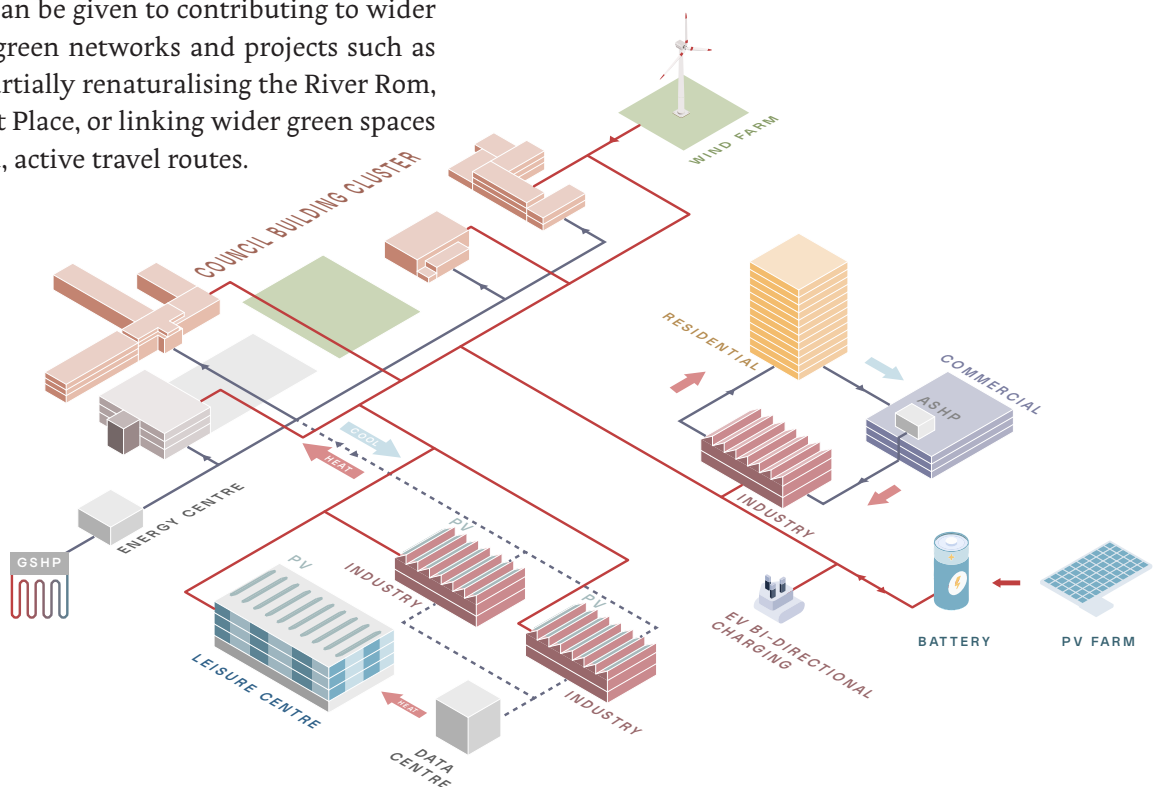 an be given to contributing to wider
green networks and projects such as
rtially renaturalising the River Rom,
t Place, or linking wider green spaces
, active travel routes.
WIND FARM
COUNCIL BUILDING CLUSTER
RESIDENTIAL
COMMERCIAL
ASHP
COOL
HEAT
INDUSTRY
ENERGY CENTRE
GSHP
PV
PV
INDUSTRY
PV
EV BI-DIRECTIONAL
CHARGING
BATTERY
PV FARM
LEISURE CENTRE
HEAT
INDUSTRY
DATA
CENTRE